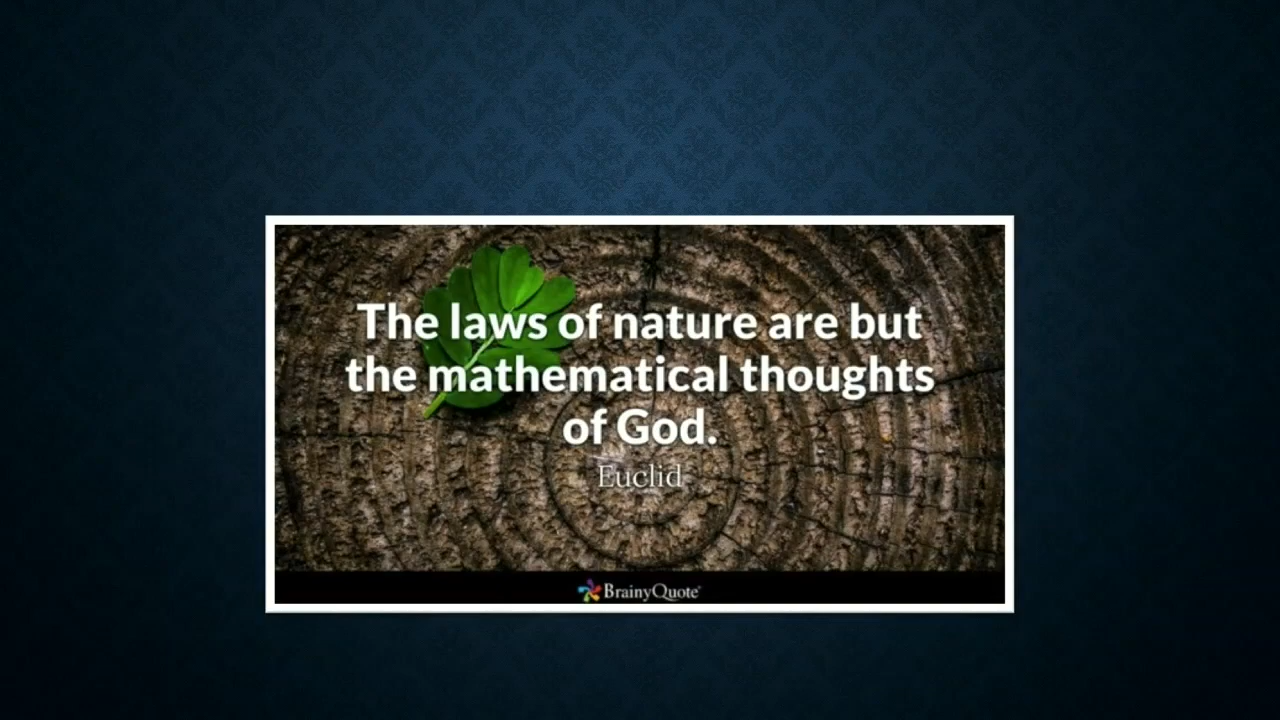 The laws of nature are but
the mathematical thoughts
of God.
Euclid
BrainyQuote®